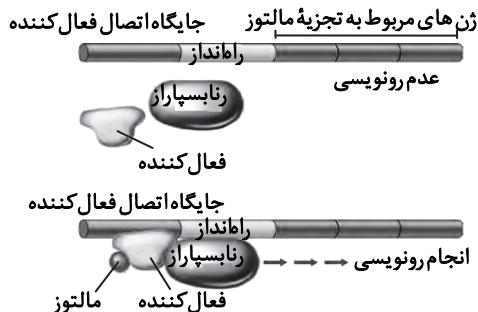 ژن‌های مربوط به تجزیهٔ مالتوز
جایگاه اتصال فعال‌کننده
راه‌انداز
عدم رونویسی
رنابسپاراز
فعال‌کننده
جایگاه اتصال فعال‌کننده
راه‌انداز
رنابسپاراز
انجام رونویسی
فعال‌کننده
مالتوز